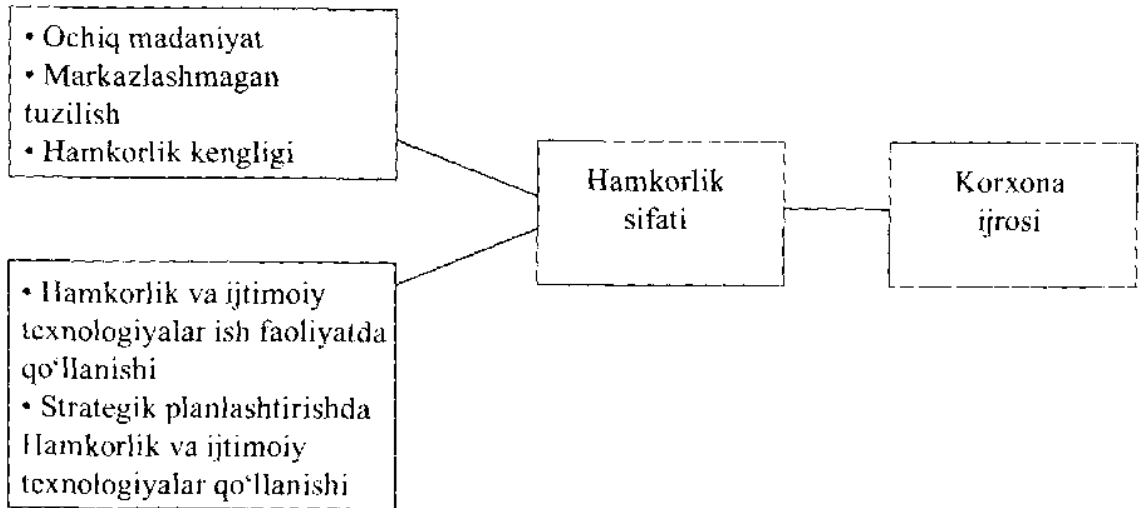 • Ochiq madaniyat
• Markazlashmagan
tuzilish
• Hamkorlik kengligi
Hamkorlik
sifati
Korxona
ijrosi
• Hamkorlik va ijtimoiy
texnologiyalar ish faoliyatda
qo‘llanishi
• Strategik planlashtirishda
Hamkorlik va ijtimoiy
texnologiyalar qo‘llanishi